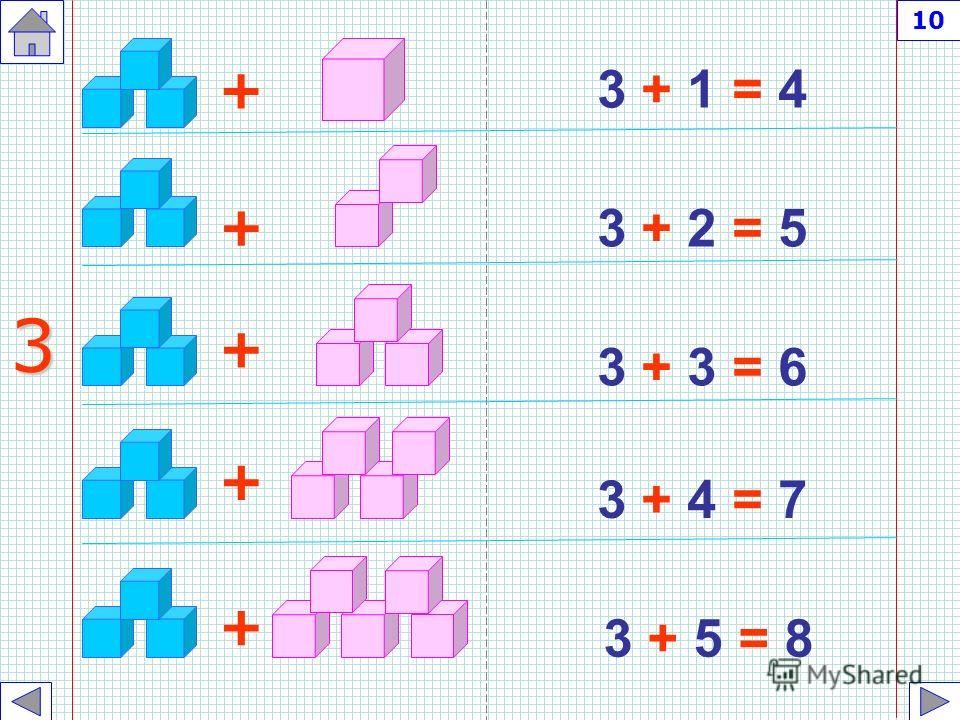 10
+ 3 + 1 = 4
+ 3 + 2 = 5
3
+ 3 + 3 = 6
+ 3 + 4 = 7
+ 3 + 5 = 8
MyShared